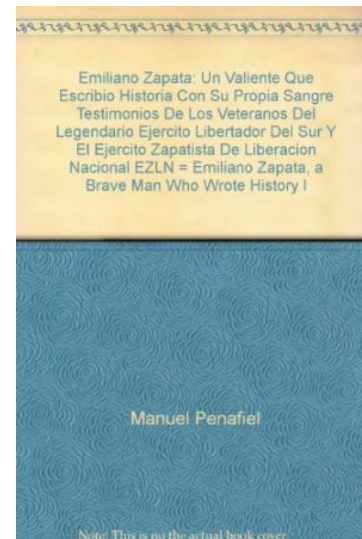 Emiliano Zapata: Un Valiente Que
Escribio Historia Con Su Propia Sangre
Testimonios De Los Veteranos Del
Legendario Ejercito Libertador Del Sur Y
El Ejercito Zapatista De Liberacion
Nacional EZLN = Emiliano Zapata, a
Brave Man Who Wrote History I
Manuel Penafiel
Note: This is no the actual book cover